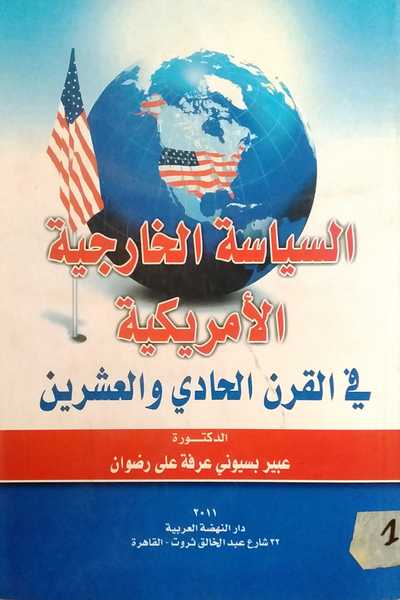 السياسة الخارجية
الأمريكية
في القرن الحادي والعشرين
الدكتـــورة
عبير بسيوني عرفة على رضوان
٢٠١١
دار النهضة العربية
٣٢ شارع عبد الخالق ثروت - القاهرة
1